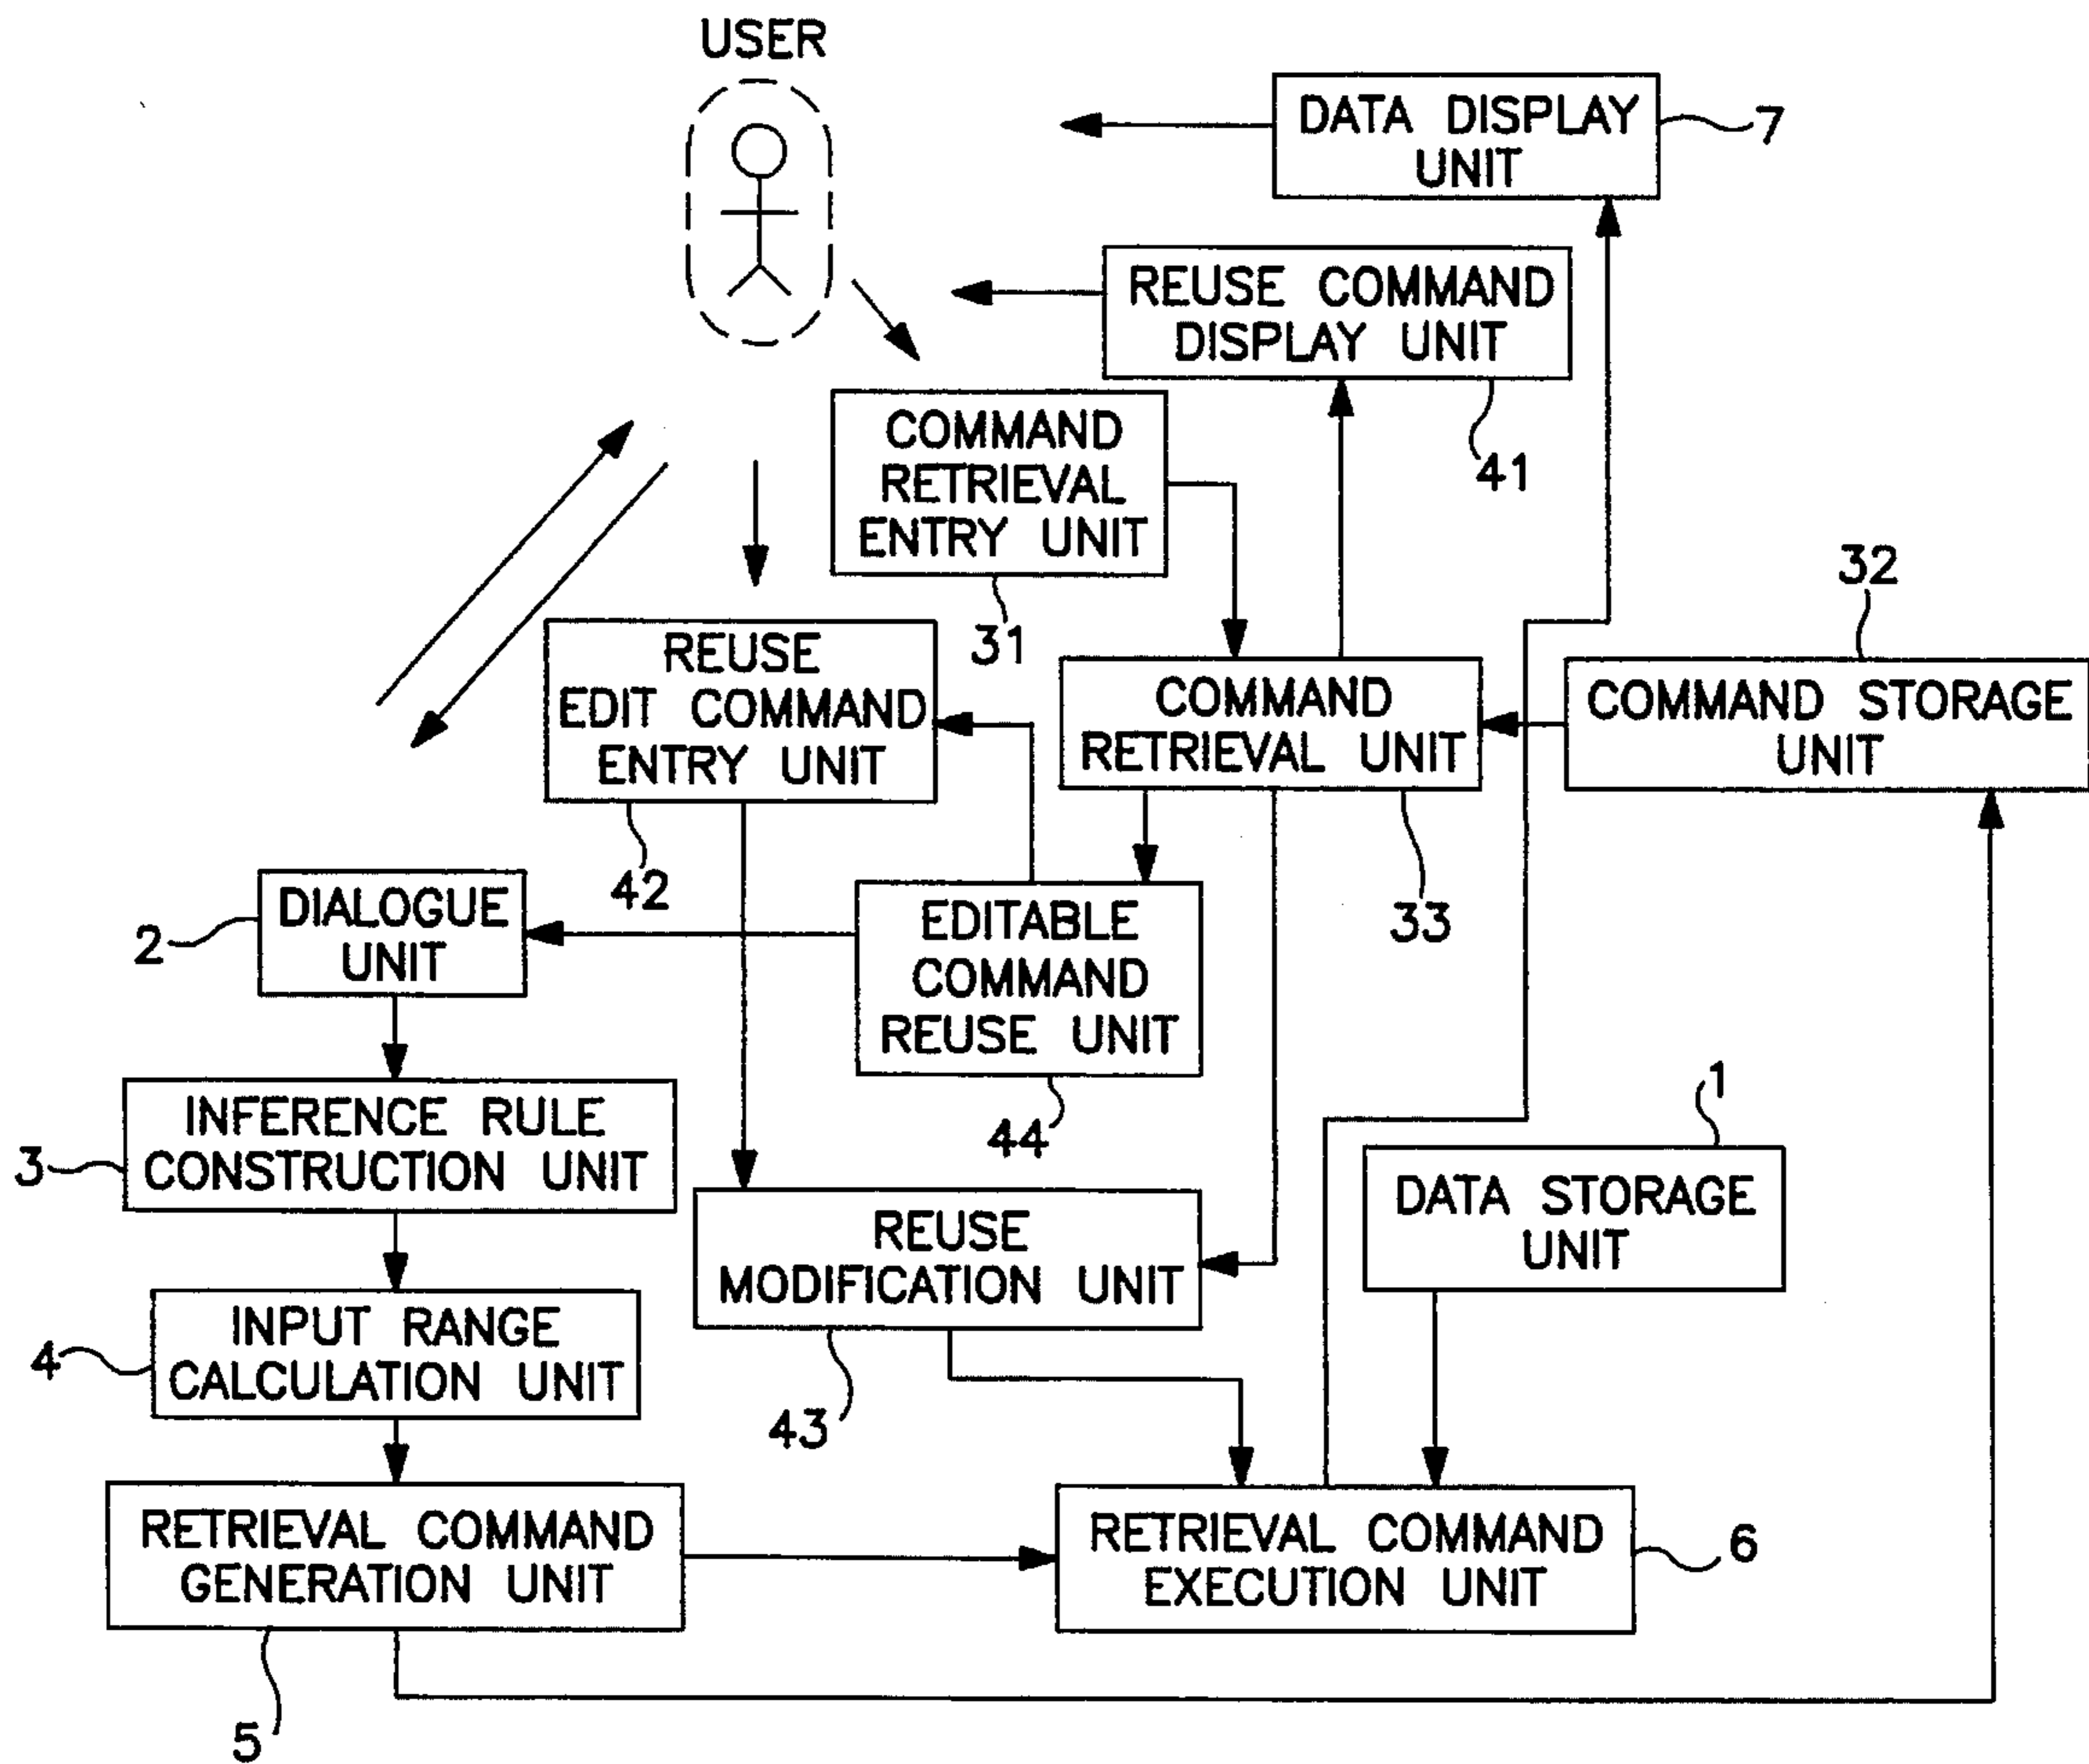 USER
DATA DISPLAY
UNIT
7
REUSE COMMAND
DISPLAY UNIT
41
COMMAND
RETRIEVAL
ENTRY UNIT
31
32
REUSE
EDIT COMMAND
ENTRY UNIT
42
COMMAND
RETRIEVAL UNIT
33
COMMAND STORAGE
UNIT
2
DIALOGUE
UNIT
EDITABLE
COMMAND
REUSE UNIT
44
1
3
INFERENCE RULE
CONSTRUCTION UNIT
DATA STORAGE
UNIT
REUSE
MODIFICATION UNIT
43
4
INPUT RANGE
CALCULATION UNIT
RETRIEVAL COMMAND
GENERATION UNIT
5
RETRIEVAL COMMAND
EXECUTION UNIT
6